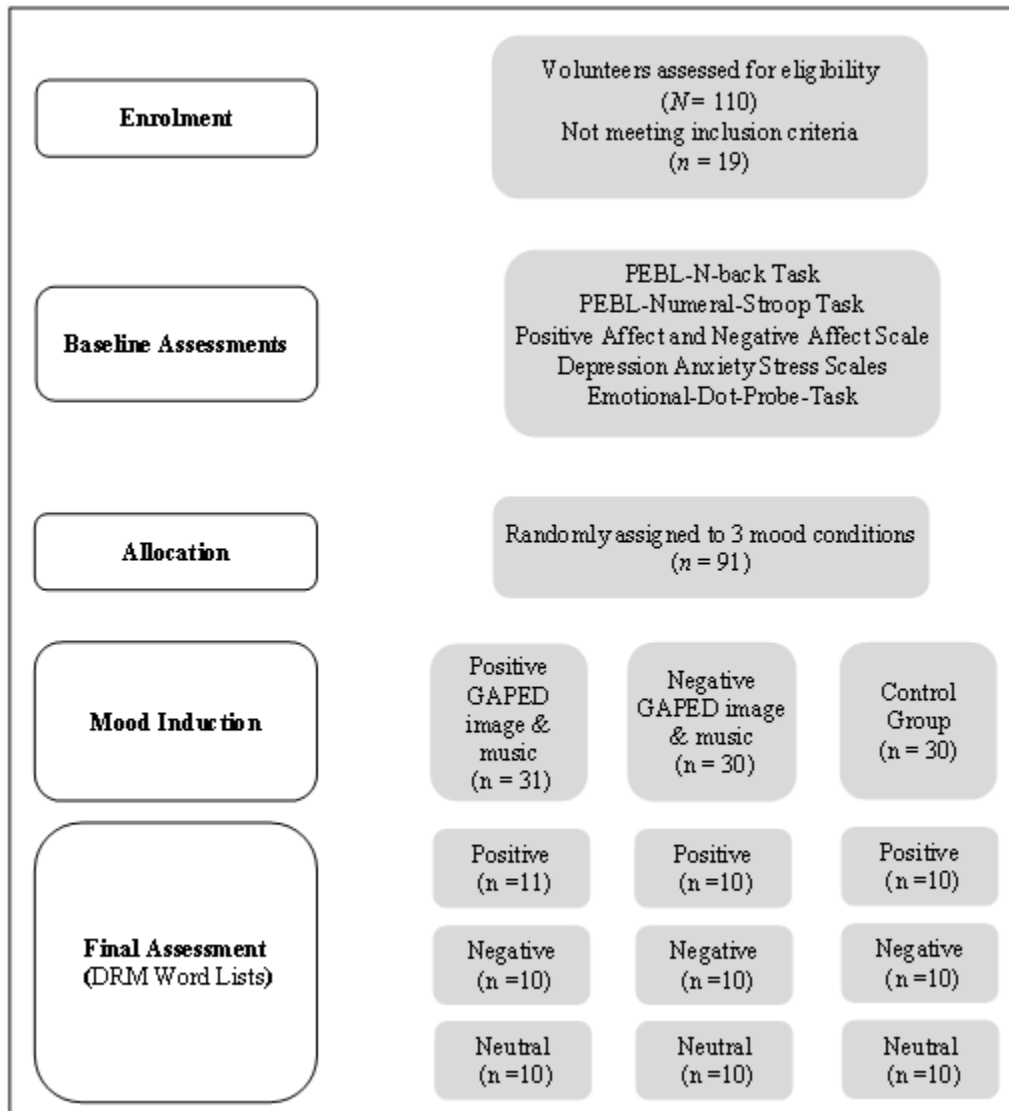 Enrolment
Volunteers assessed for eligibility
(N= 110)
Not meeting inclusion criteria
(n = 19)
Baseline Assessments
PEBL-N-back Task
PEBL-Numeral-Stroop Task
Positive Affect and Negative Affect Scale
Depression Anxiety Stress Scales
Emotional-Dot-Probe-Task
Allocation
Randomly assigned to 3 mood conditions
(n = 91)
Mood Induction
Positive
GAPED
image &
music
(n = 31)
Negative
GAPED image
& music
(n = 30)
Control
Group
(n = 30)
Final Assessment
(DRM Word Lists)
Positive
(n =11)
Positive
(n =10)
Positive
(n =10)
Negative
(n =10)
Negative
(n =10)
Negative
(n =10)
Neutral
(n =10)
Neutral
(n =10)
Neutral
(n =10)